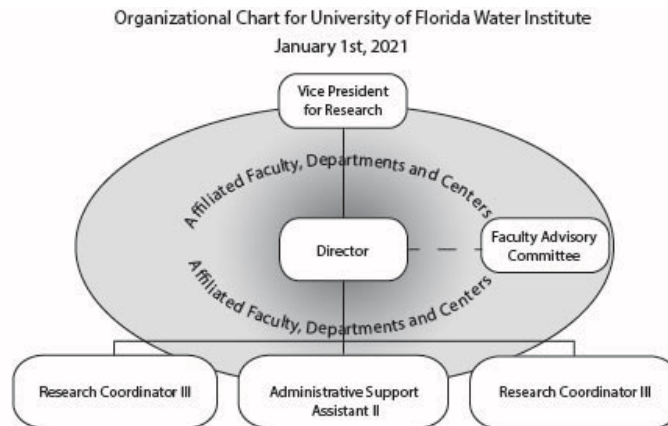 Organizational Chart for University of Florida Water Institute
January 1st, 2021
Vice President
for Research
Affiliated Faculty, Departments and Centers
Director
Faculty Advisory
Committee
Affiliated Faculty, Departments and Centers
Research Coordinator III
Administrative Support
Assistant II
Research Coordinator III